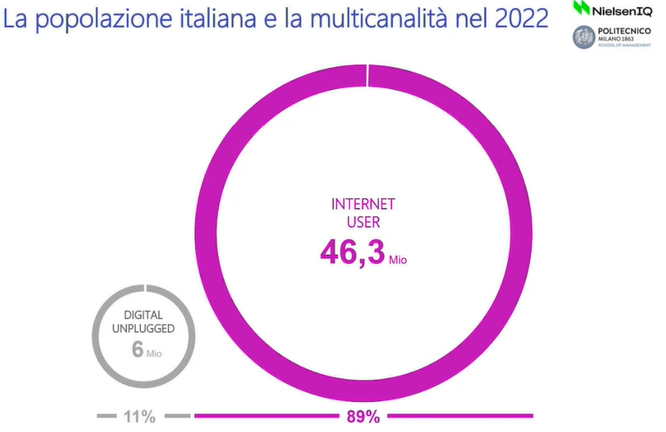 La popolazione italiana e la multicanalità nel 2022
NielsenIQ
POLITECNICO
MILANO 1863
SCHOOL OF MANAGEMENT
INTERNET
USER
46,3 Mio
DIGITAL
UNPLUGGED
6 Mio
11%
89%